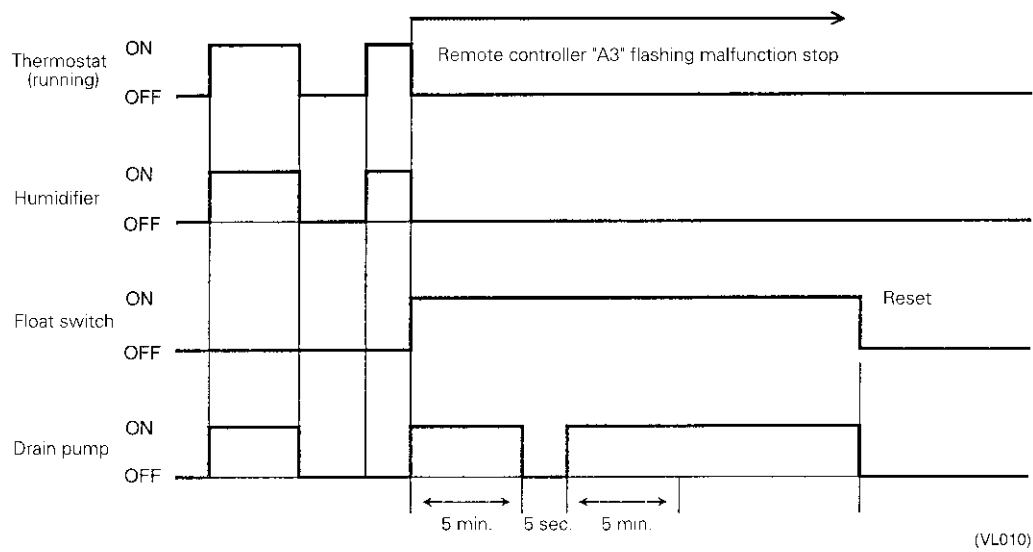 Thermostat
(running)
ON
OFF
Remote controller "A3" flashing malfunction stop
Humidifier
ON
OFF
Float switch
ON
OFF
Reset
Drain pump
ON
OFF
5 min.
5 sec.
5 min.
(VL010)